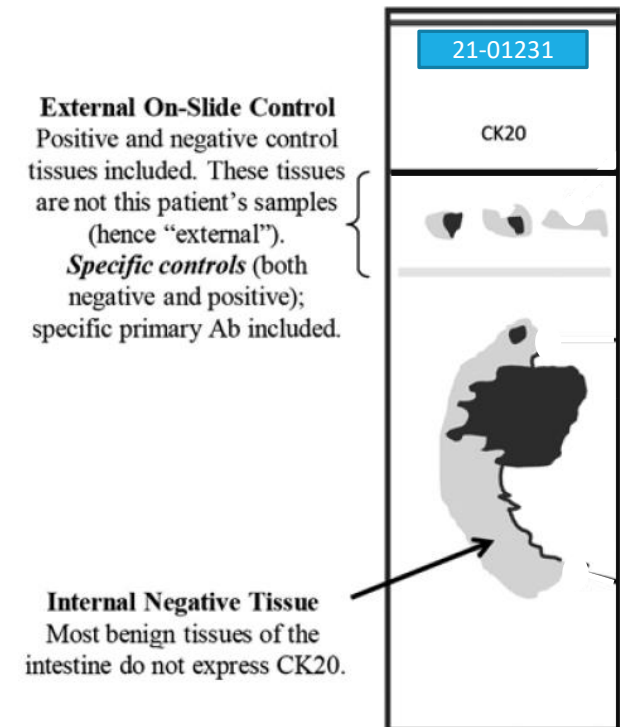 21-01231
CK20
External On-Slide Control
Positive and negative control
tissues included. These tissues
are not this patient’s samples
(hence “external”).
Specific controls (both
negative and positive);
specific primary Ab included.
Internal Negative Tissue
Most benign tissues of the
intestine do not express CK20.